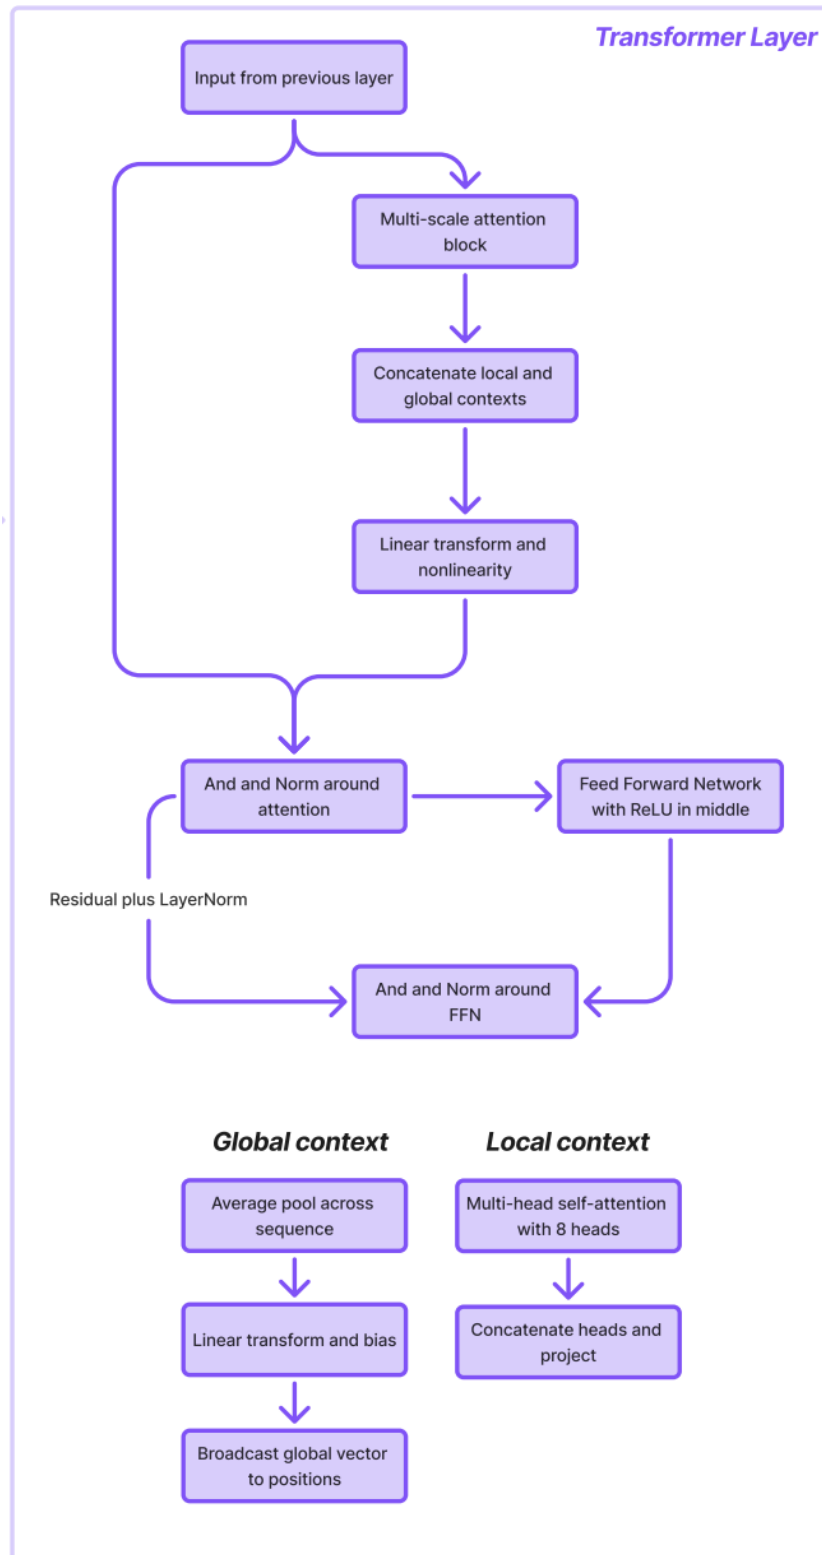 Transformer Layer
Input from previous layer
Multi-scale attention
block
Concatenate local and
global contexts
Linear transform and
nonlinearity
And and Norm around
attention
Feed Forward Network
with ReLU in middle
Residual plus LayerNorm
And and Norm around
FFN
Global context
Average pool across
sequence
Linear transform and bias
Broadcast global vector
to positions
Local context
Multi-head self-attention
with 8 heads
Concatenate heads and
project